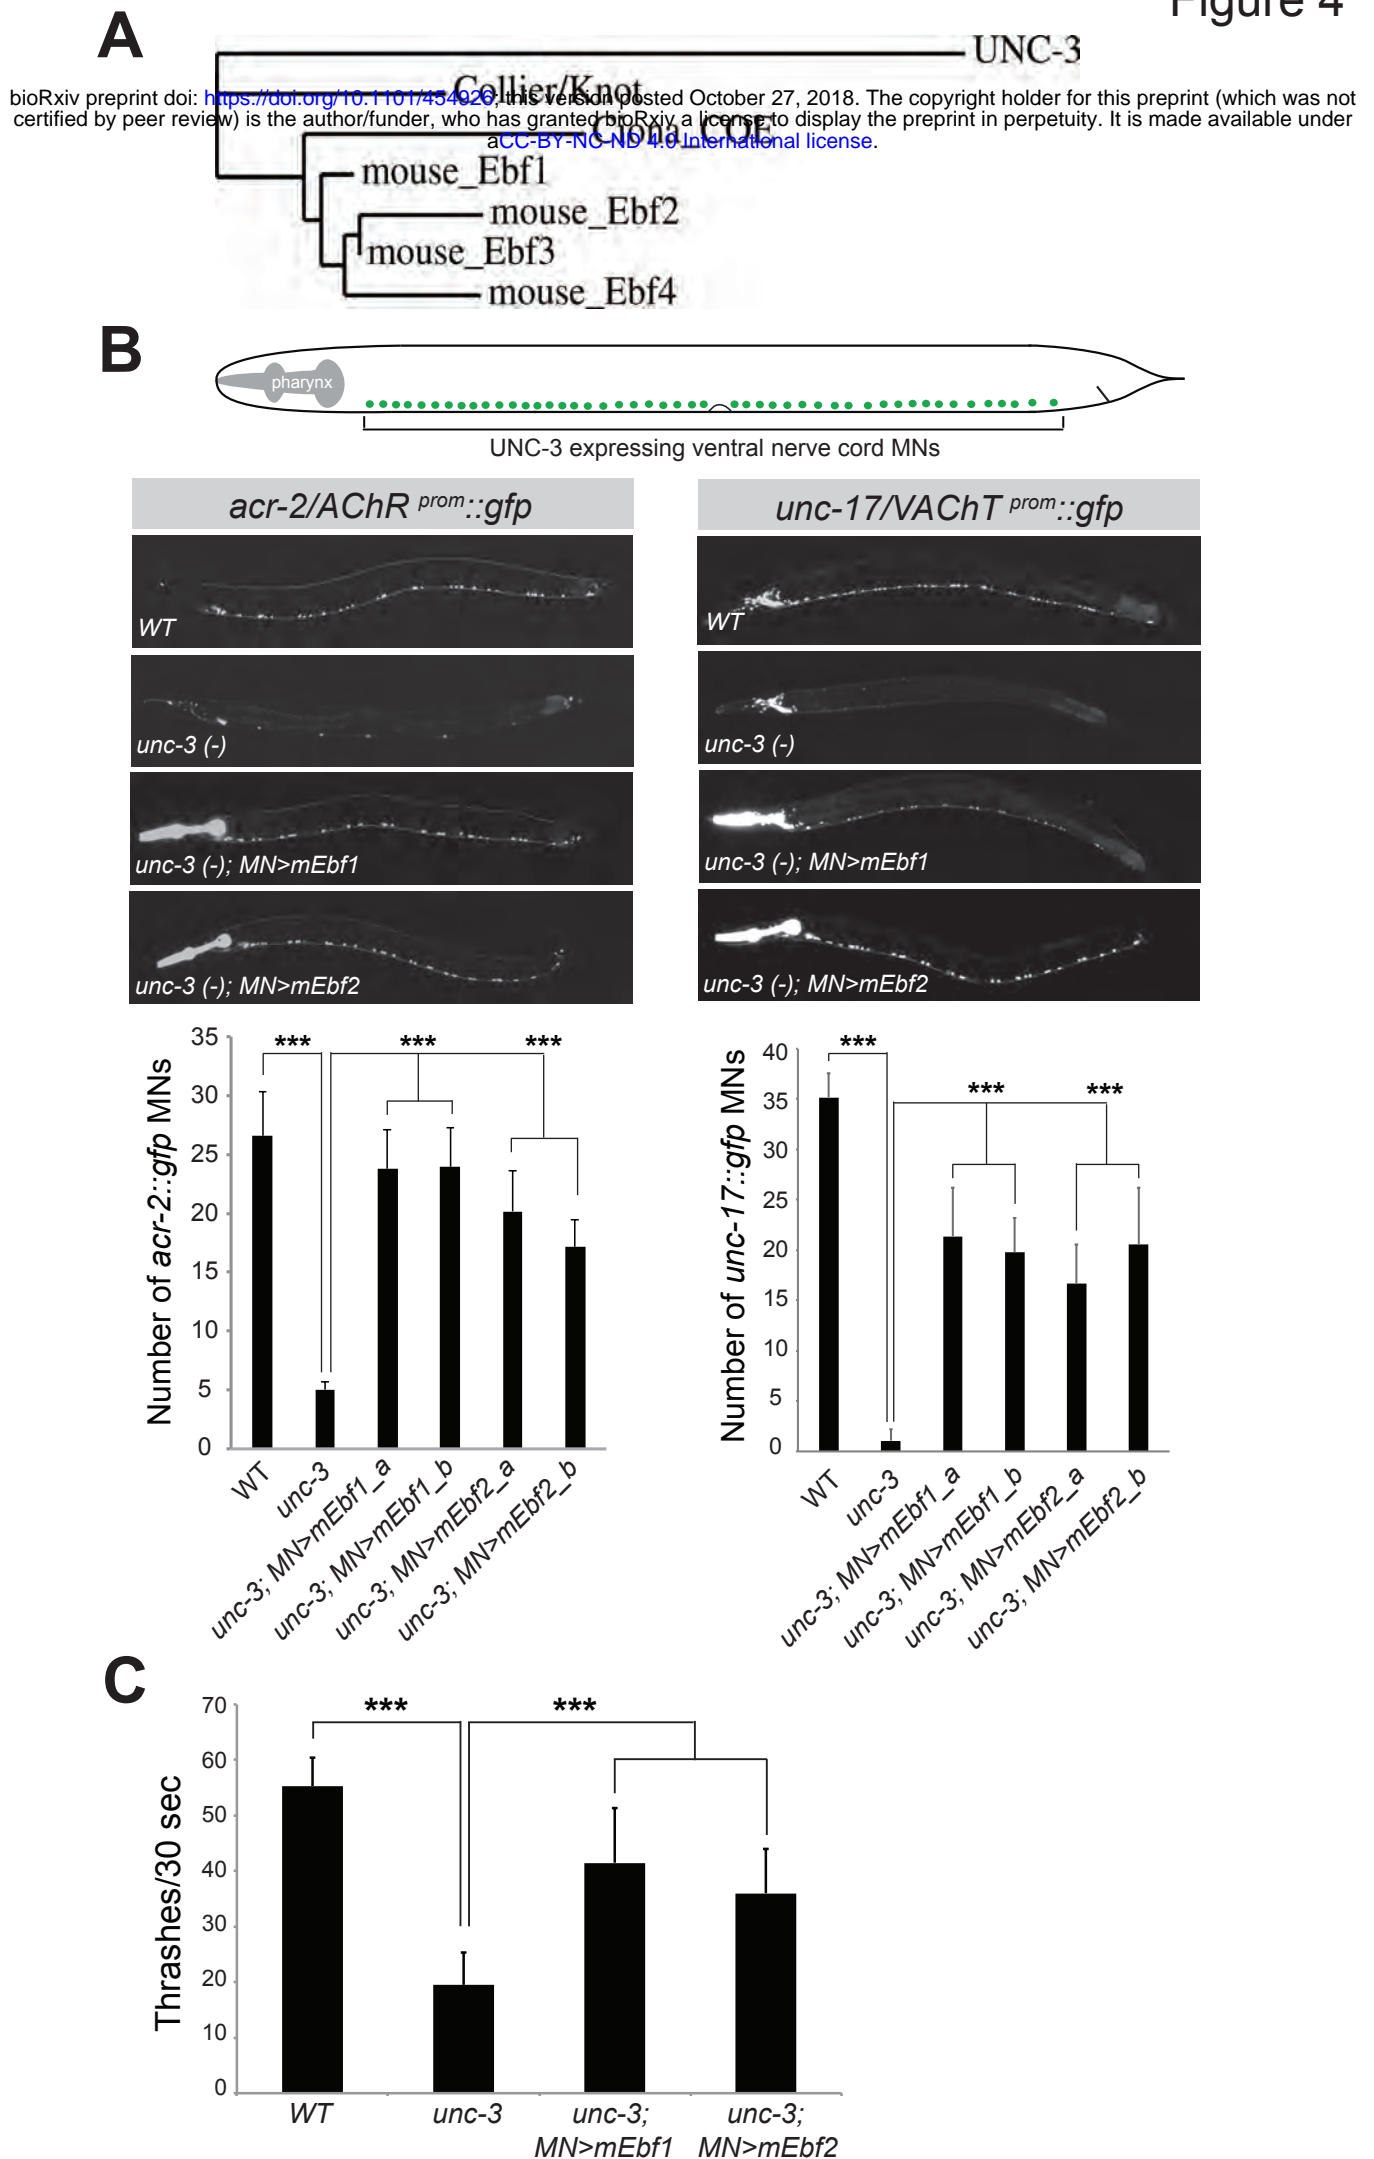 Figure 4
A
UNC-3
Collier/Knot
bioRxiv preprint doi: https://doi.org/10.1101/454926; this version posted October 27, 2018. The copyright holder for this preprint (which was not
certified by peer review) is the author/funder, who has granted bioRxiv a license to display the preprint in perpetuity. It is made available under
Ciona_COE
aCC-BY-NC-ND 4.0 International license.
mouse_Ebf1
mouse_Ebf2
mouse_Ebf3
mouse_Ebf4
B
pharynx
UNC-3 expressing ventral nerve cord MNs
acr-2/AChR prom::gfp
WT
unc-3 (-)
unc-3 (-); MN>mEbf1
unc-3 (-); MN>mEbf2
unc-17/VAChT prom::gfp
WT
unc-3 (-)
unc-3 (-); MN>mEbf1
unc-3 (-); MN>mEbf2
Number of acr-2::gfp MNs
35
30
25
20
15
10
5
0
*** *** ***
WT
unc-3
unc-3; MN>mEbf1_a
unc-3; MN>mEbf1_b
unc-3; MN>mEbf2_a
unc-3; MN>mEbf2_b
Number of unc-17::gfp MNs
40
35
30
25
20
15
10
5
0
***
*** ***
WT
unc-3
unc-3; MN>mEbf1_a
unc-3; MN>mEbf1_b
unc-3; MN>mEbf2_a
unc-3; MN>mEbf2_b
C
Thrashes/30 sec
70
60
50
40
30
20
10
0
*** ***
WT
unc-3
unc-3;
MN>mEbf1
unc-3;
MN>mEbf2